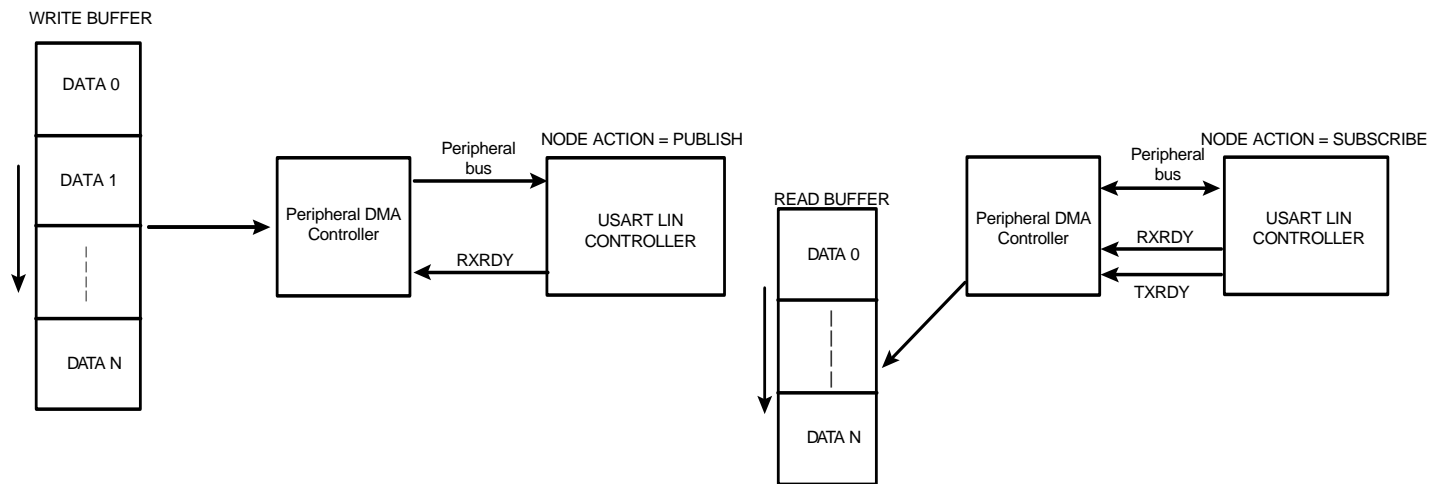 WRITE BUFFER
DATA 0
DATA 1
DATA N
Peripheral DMA
Controller
Peripheral
bus
RXRDY
NODE ACTION = PUBLISH
USART LIN
CONTROLLER
READ BUFFER
DATA 0
DATA N
Peripheral DMA
Controller
Peripheral
bus
RXRDY
TXRDY
NODE ACTION = SUBSCRIBE
USART LIN
CONTROLLER